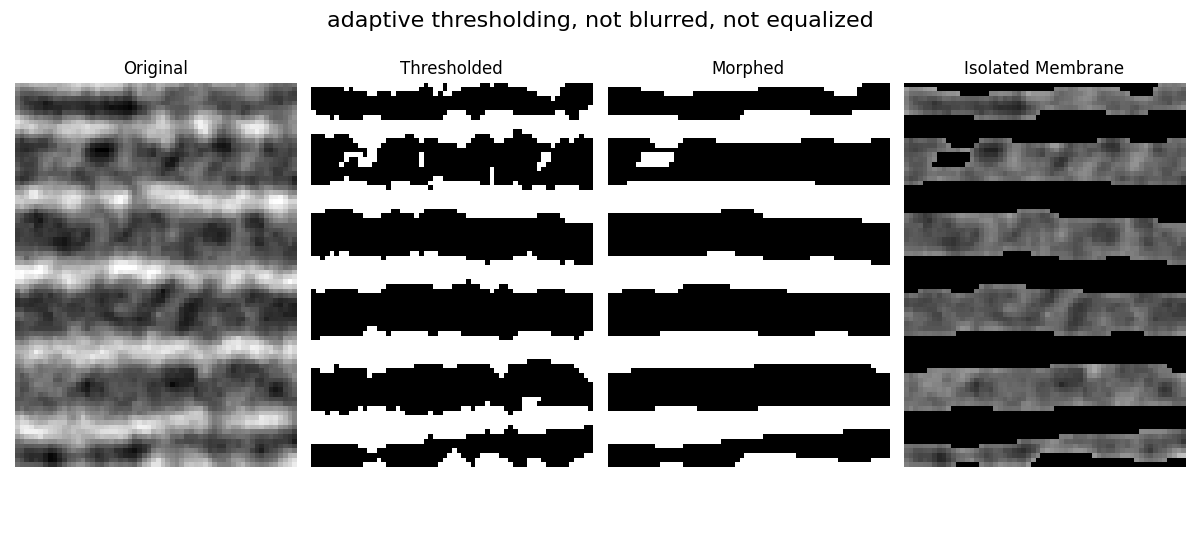 adaptive thresholding, not blurred, not equalized
Original
Thresholded
Morphed
Isolated Membrane